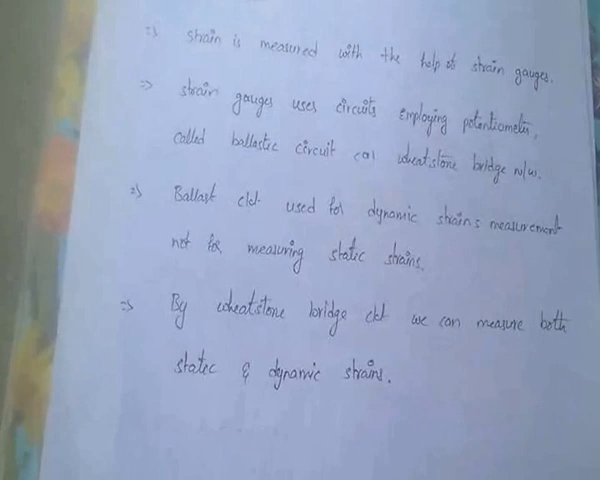 => strain is measured with the help of strain gauges.
=> strain gauges uses circuits employing potentiometer,
called ballastic circuit (or) wheatstone bridge n/w.
=> Ballast ckt used for dynamic strains measurement
not for measuring static strains.
=> By wheatstone bridge ckt we can measure both
static & dynamic strains.